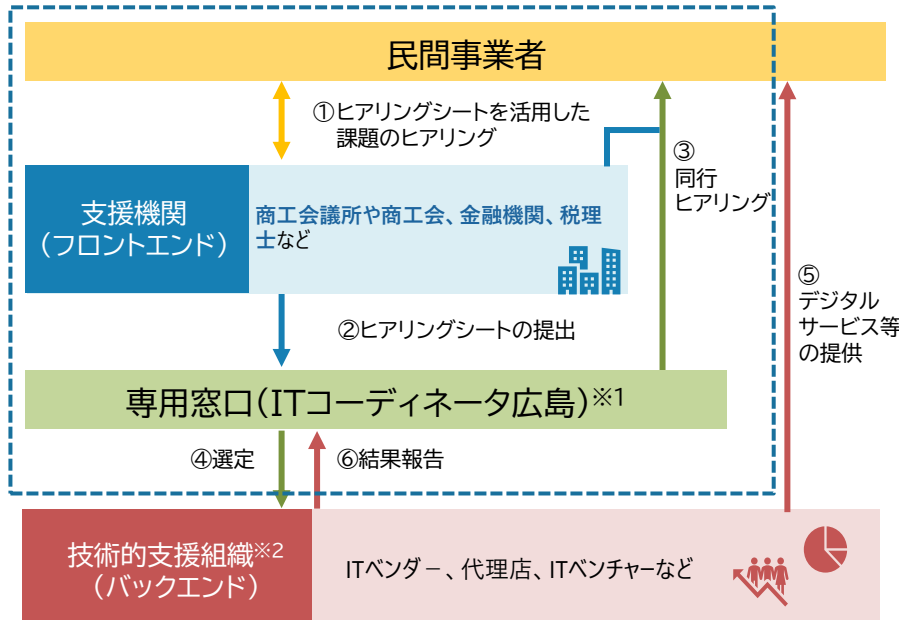 民間事業者
①ヒアリングシートを活用した
課題のヒアリング
③
同行
ヒアリング
支援機関
（フロントエンド）
商工会議所や商工会、金融機関、税理
士など
⑤
デジタル
サービス等
の提供
②ヒアリングシートの提出
専用窓口（ITコーディネータ広島）※1
④選定
⑥結果報告
技術的支援組織※2
（バックエンド）
ITベンダ－、代理店、ITベンチャーなど